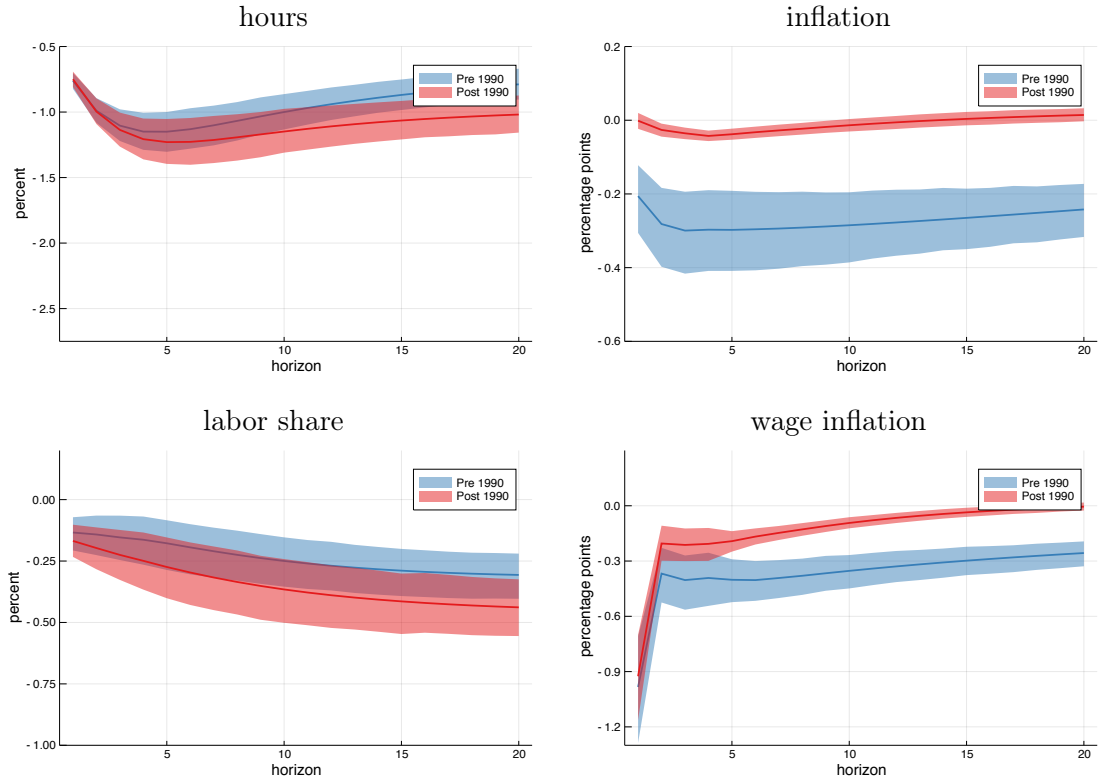 hours
- 0.5
- 1.0
- 1.5
- 2.0
- 2.5
percent
5
10
15
20
horizon
Pre 1990
Post 1990
inflation
0.2
0.0
- 0.2
- 0.4
- 0.6
percentage points
5
10
15
20
horizon
Pre 1990
Post 1990
labor share
0.00
- 0.25
- 0.50
- 0.75
- 1.00
percent
5
10
15
20
horizon
Pre 1990
Post 1990
wage inflation
0.0
- 0.3
- 0.6
- 0.9
- 1.2
percentage points
5
10
15
20
horizon
Pre 1990
Post 1990